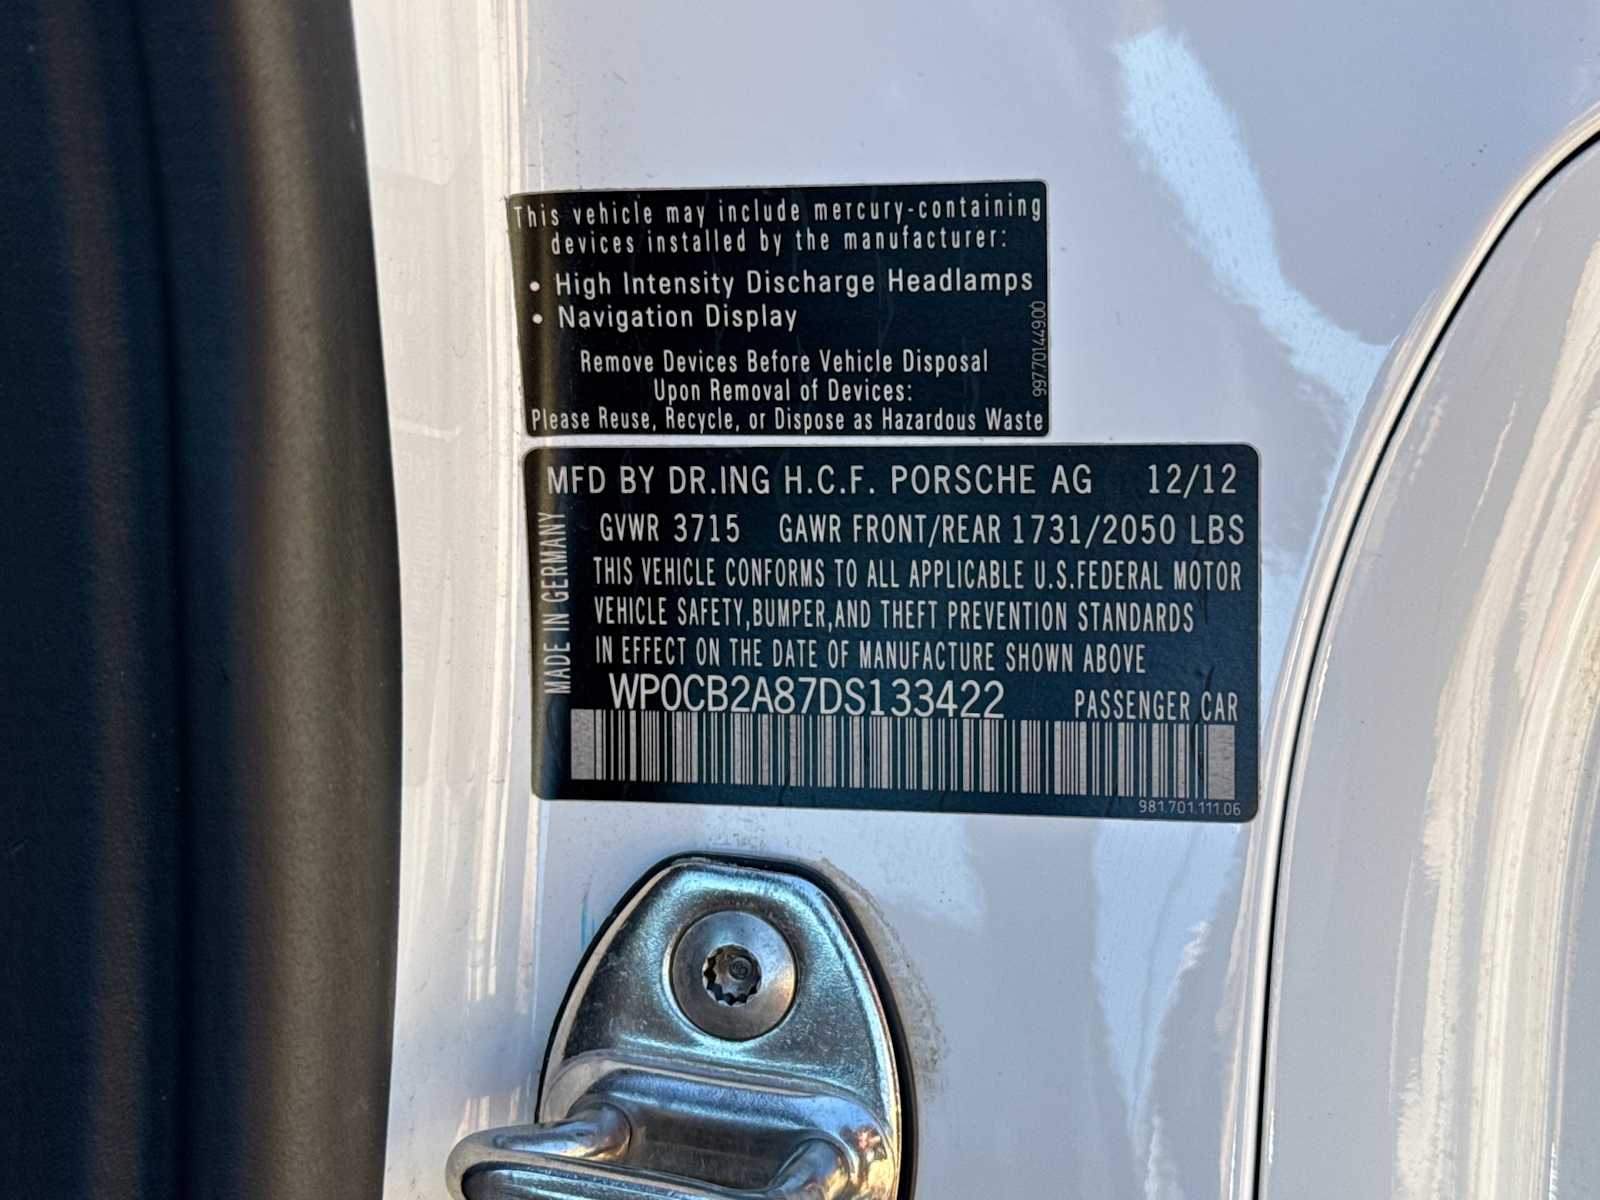 This vehicle may include mercury-containing
devices installed by the manufacturer:
• High Intensity Discharge Headlamps
• Navigation Display
Remove Devices Before Vehicle Disposal
Upon Removal of Devices:
Please Reuse, Recycle, or Dispose as Hazardous Waste
997.701.449.00
MFD BY DR.ING H.C.F. PORSCHE AG 12/12
GVWR 3715 GAWR FRONT/REAR 1731/2050 LBS
THIS VEHICLE CONFORMS TO ALL APPLICABLE U.S.FEDERAL MOTOR
VEHICLE SAFETY,BUMPER,AND THEFT PREVENTION STANDARDS
IN EFFECT ON THE DATE OF MANUFACTURE SHOWN ABOVE
MADE IN GERMANY
WP0CB2A87DS133422 PASSENGER CAR
981.701.111.06